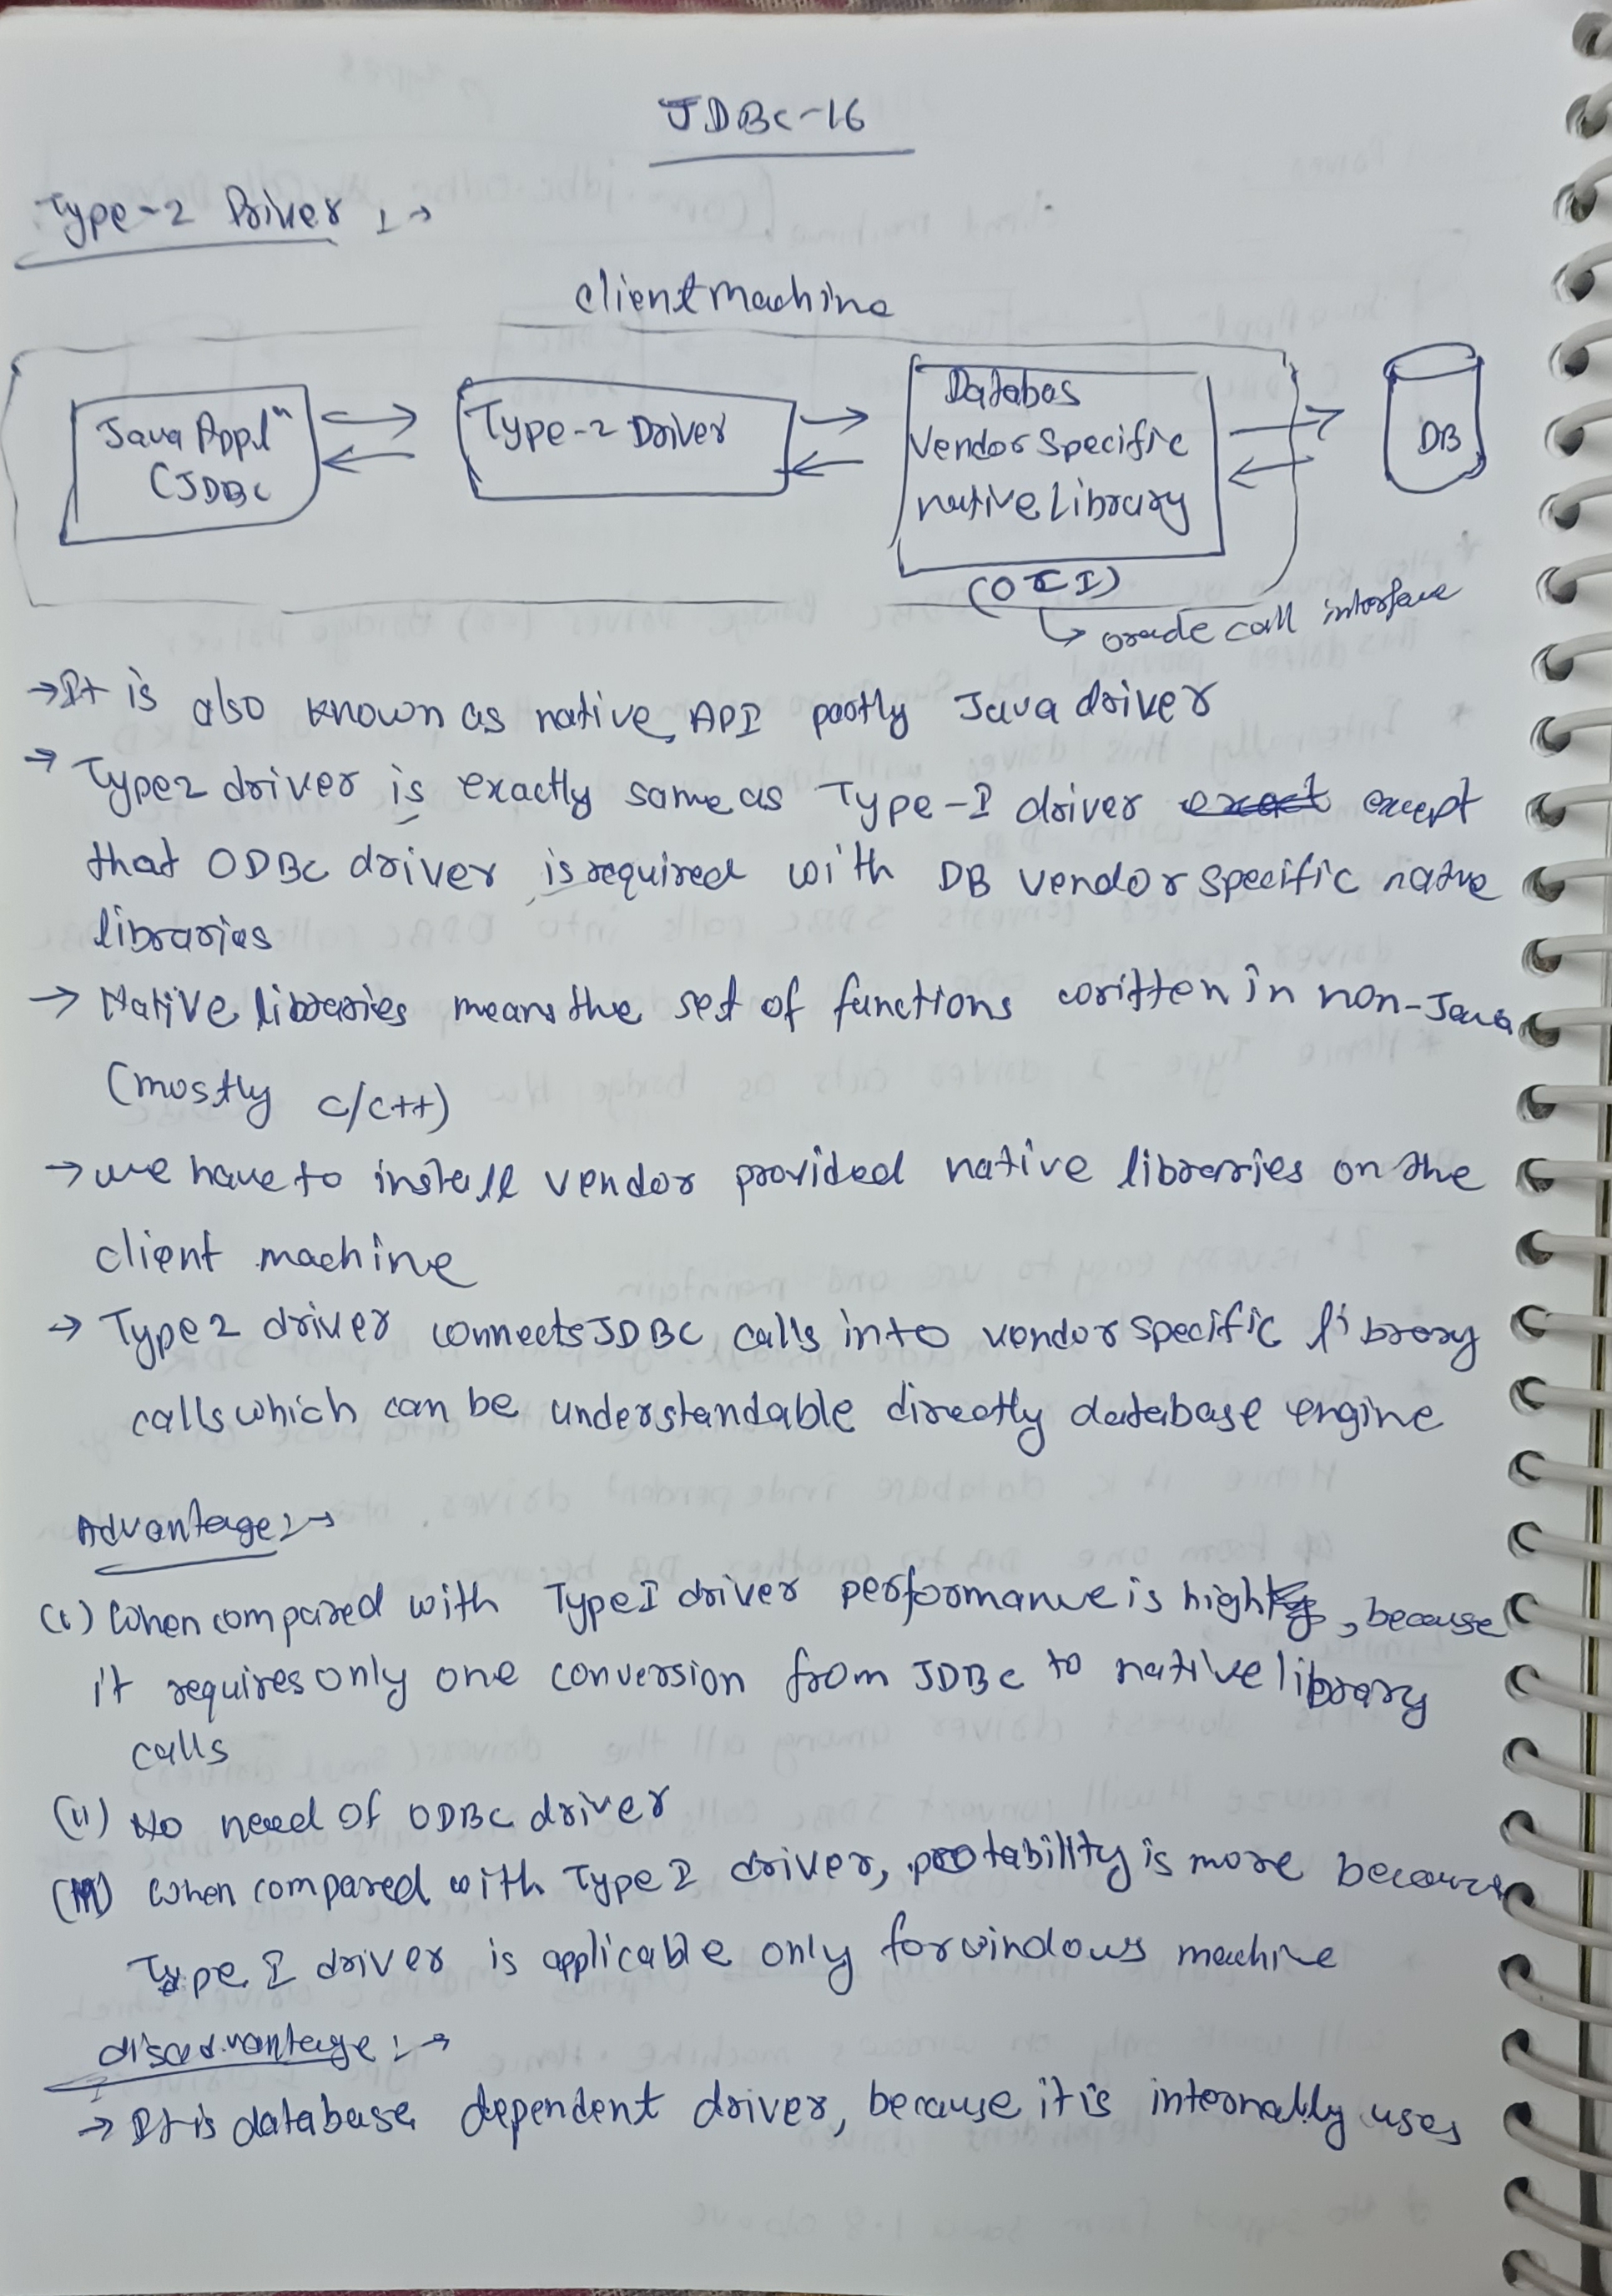 JDBC-16
Type-2 Driver :→
client machine
Java Appl^n
(JDBC
Type-2 Driver
Databas
Vendor Specific
native Library
DB
(OCI)
↳ oracle call interface
→ It is also known as native API partly Java driver
→ Type2 driver is exactly same as Type-I driver except
that ODBC driver is required with DB vendor specific native
libraries
→ Native libraries means the set of functions written in non-Java
(mostly c/c++)
→ we have to install vendor provided native libraries on the
client machine
→ Type 2 driver connects JDBC calls into vendor specific library
calls which can be understandable directly database engine
Advantage :→
(i) When compared with Type I driver performance is high, because
it requires only one conversion from JDBC to native library
calls
(ii) No need of ODBC driver
(iii) when compared with Type I driver, protability is more because
Type I driver is applicable only for windows machine
disadvantage :→
→ It is database dependent driver, because it is internally uses